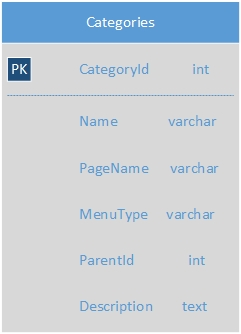 Categories
PK CategoryId int
Name varchar
PageName varchar
MenuType varchar
ParentId int
Description text